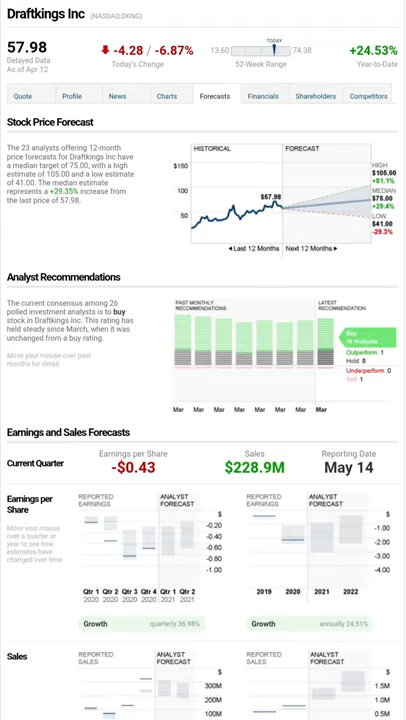 Draftkings Inc (NASDAQ:DKNG)
57.98
Delayed Data
As of Apr 12
-4.28 / -6.87%
Today's Change
13.60 TODAY 74.38
52-Week Range
+24.53%
Year-to-Date
Quote Profile News Charts Forecasts Financials Shareholders Competitors
Stock Price Forecast
The 23 analysts offering 12-month
price forecasts for Draftkings Inc have
a median target of 75.00, with a high
estimate of 105.00 and a low estimate
of 41.00. The median estimate
represents a +29.35% increase from
the last price of 57.98.
HISTORICAL FORECAST
$150
100
50
$57.98
HIGH
$105.00
+81.1%
MEDIAN
$75.00
+29.4%
LOW
$41.00
-29.3%
◄Last 12 Months Next 12 Months►
Analyst Recommendations
The current consensus among 26
polled investment analysts is to buy
stock in Draftkings Inc. This rating has
held steady since March, when it was
unchanged from a buy rating.
Move your mouse over past
months for detail
PAST MONTHLY
RECOMMENDATIONS
LATEST
RECOMMENDATION
Buy
16 Analysts
Outperform 1
Hold 8
Underperform 0
Sell 1
Mar Mar Mar Mar Mar Mar Mar
Earnings and Sales Forecasts
Current Quarter
Earnings per Share
-$0.43
Sales
$228.9M
Reporting Date
May 14
Earnings per
Share
Move your mouse
over a quarter or
year to see how
estimates have
changed over time.
REPORTED
EARNINGS
ANALYST
FORECAST
$
-0.20
-0.40
-0.60
-0.80
-1.00
Qtr 1 Qtr 2 Qtr 3 Qtr 4 Qtr 1 Qtr 2
2020 2020 2020 2020 2021 2021
Growth quarterly 36.98%
REPORTED
EARNINGS
ANALYST
FORECAST
$
-1.00
-2.00
-3.00
-4.00
2019 2020 2021 2022
Growth annually 24.51%
Sales
REPORTED
SALES
ANALYST
FORECAST
$
300M
200M
100M
REPORTED
SALES
ANALYST
FORECAST
$
1.5M
1.0M
0.5M